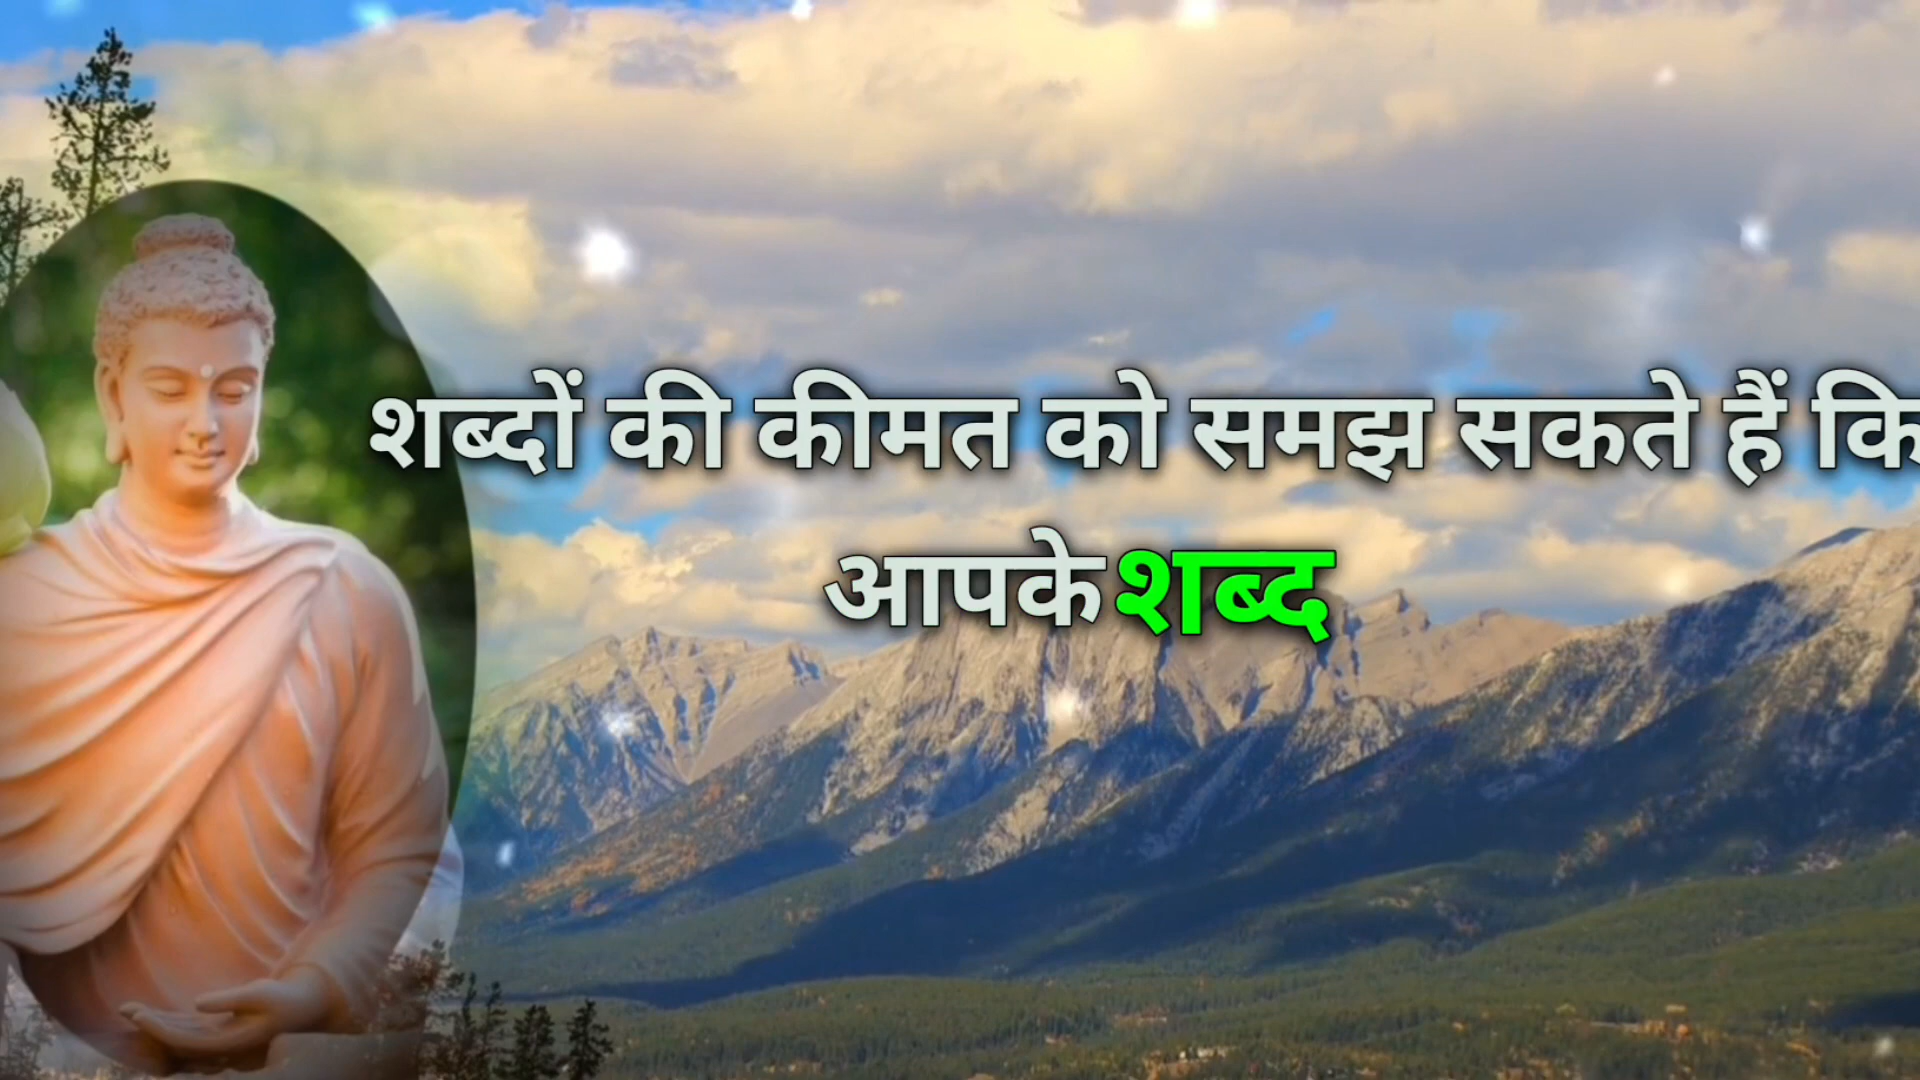 शब्दों की कीमत को समझ सकते हैं कि
आपके शब्द